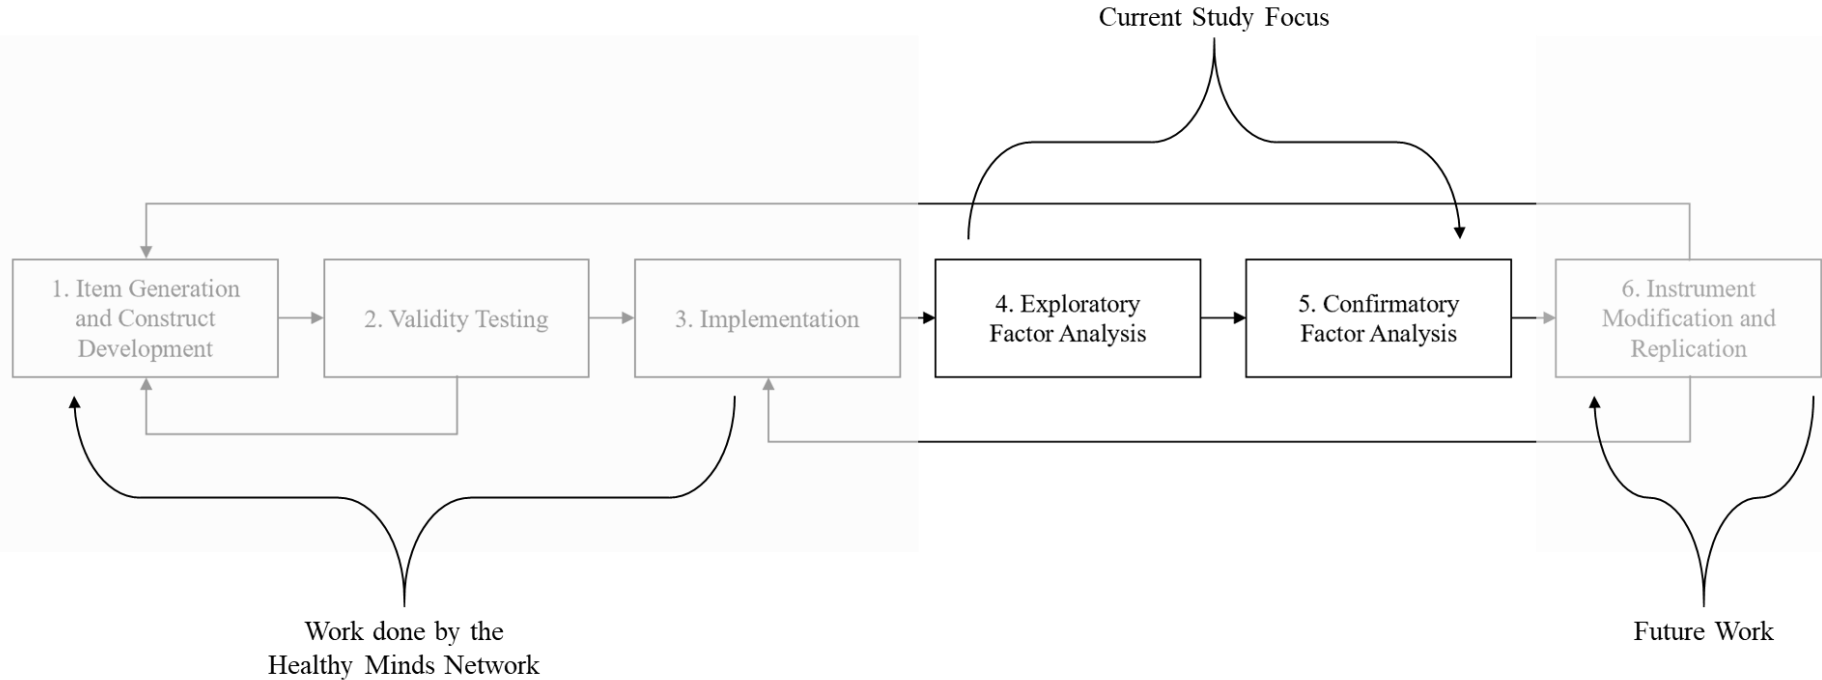 Current Study Focus
1. Item Generation
and Construct
Development
2. Validity Testing
3. Implementation
4. Exploratory
Factor Analysis
5. Confirmatory
Factor Analysis
6. Instrument
Modification and
Replication
Work done by the
Healthy Minds Network
Future Work